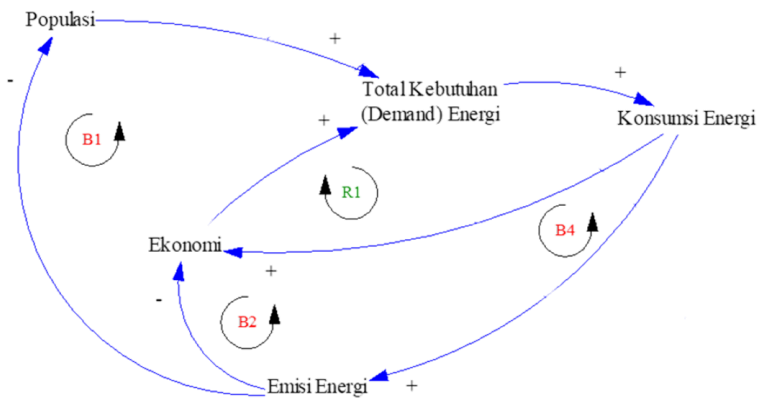 Populasi
+
-
+
Total Kebutuhan
(Demand) Energi
+
Konsumsi Energi
B1
R1
B4
Ekonomi
+
-
B2
Emisi Energi
+